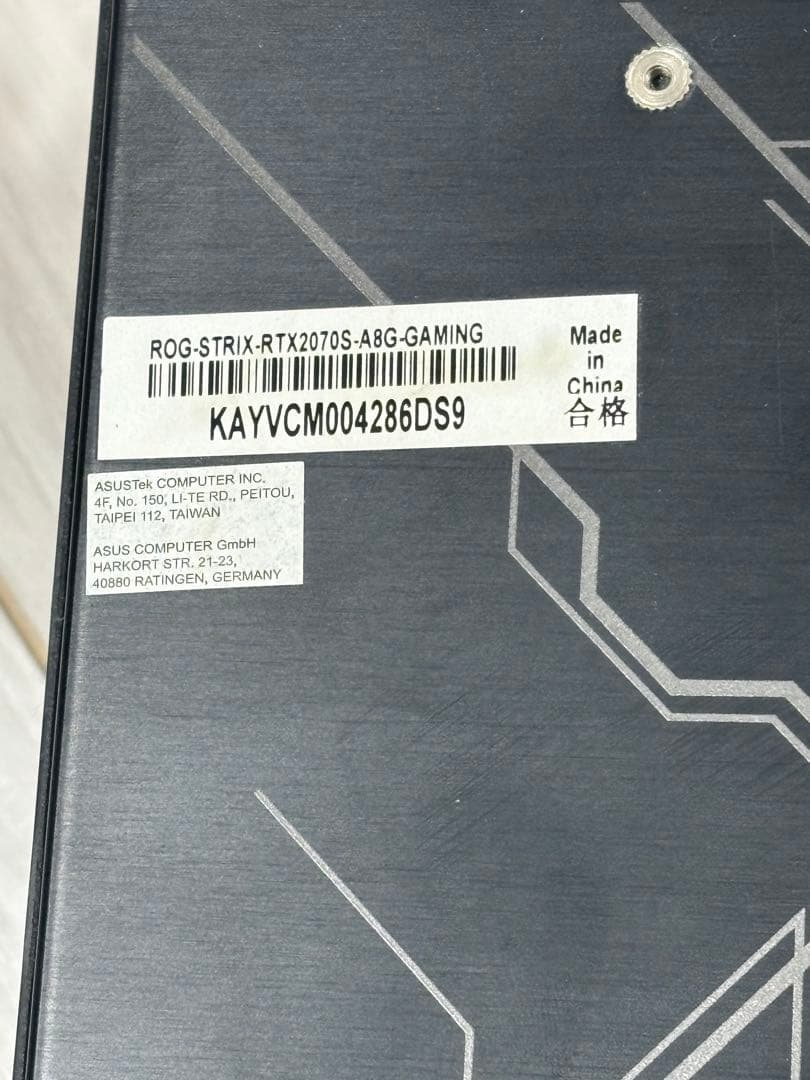 ROG-STRIX-RTX2070S-A8G-GAMING
KAYVCM004286DS9
Made
in
China
合格
ASUSTek COMPUTER INC.
4F, No. 150, LI-TE RD., PEITOU,
TAIPEI 112, TAIWAN
ASUS COMPUTER GmbH
HARKORT STR. 21-23,
40880 RATINGEN, GERMANY